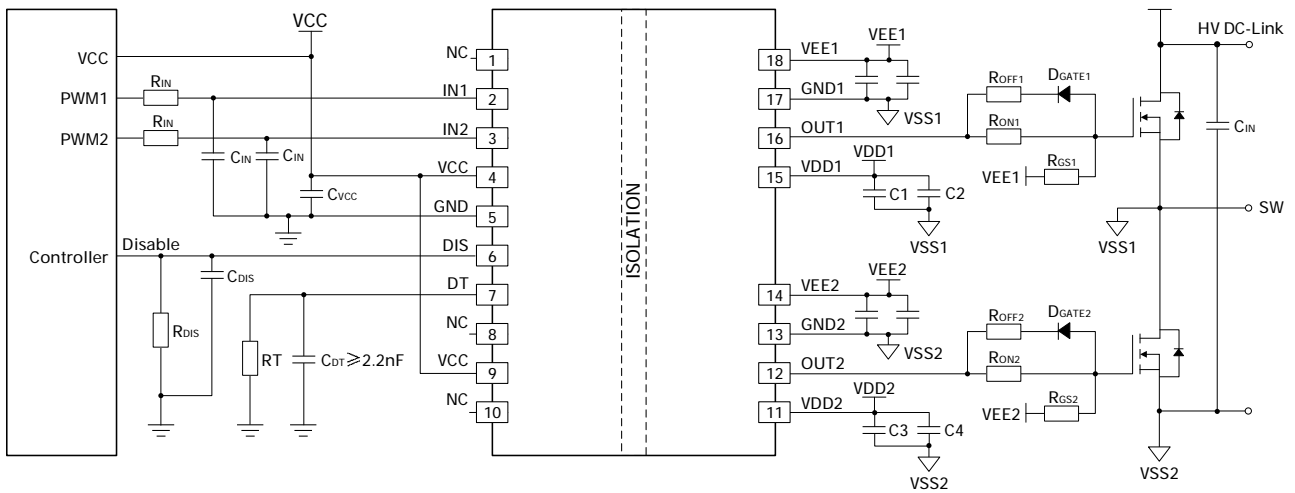 VCC
VCC
PWM1
PWM2
Controller
RIN
RIN
CIN
CIN
CVCC
Disable
CDIS
RDIS
RT
CDT⩾2.2nF
NC
1
IN1
2
IN2
3
VCC
4
GND
5
DIS
6
DT
7
NC
8
VCC
9
NC
10
ISOLATION
18
VEE1
VEE1
17
GND1
VSS1
16
OUT1
15
VDD1
VDD1
C1
C2
VSS1
14
VEE2
VEE2
13
GND2
VSS2
12
OUT2
11
VDD2
VDD2
C3
C4
VSS2
ROFF1
DGATE1
RON1
RGS1
VEE1
HV DC-Link
CIN
SW
VSS1
ROFF2
DGATE2
RON2
RGS2
VEE2
VSS2